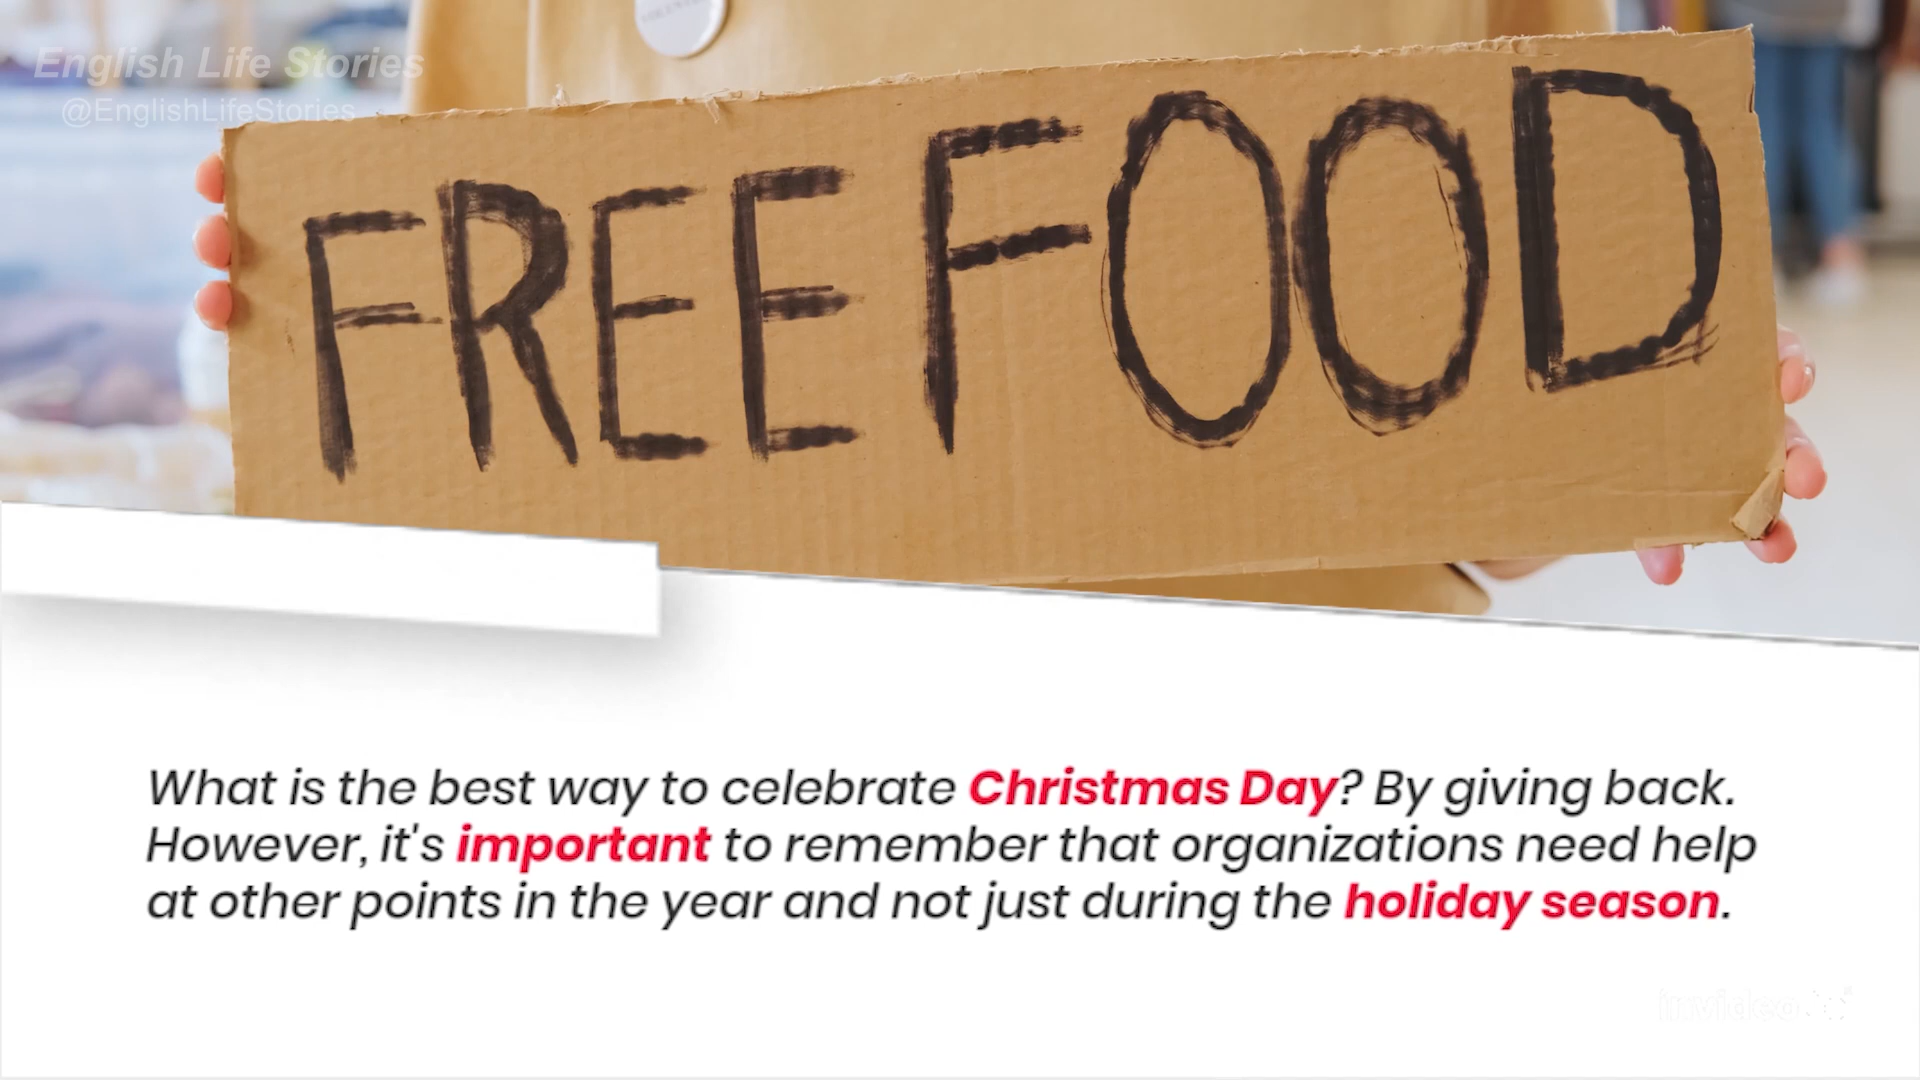 English Life Stories
@EnglishLifeStories
FREE FOOD
What is the best way to celebrate Christmas Day? By giving back.
However, it's important to remember that organizations need help
at other points in the year and not just during the holiday season.